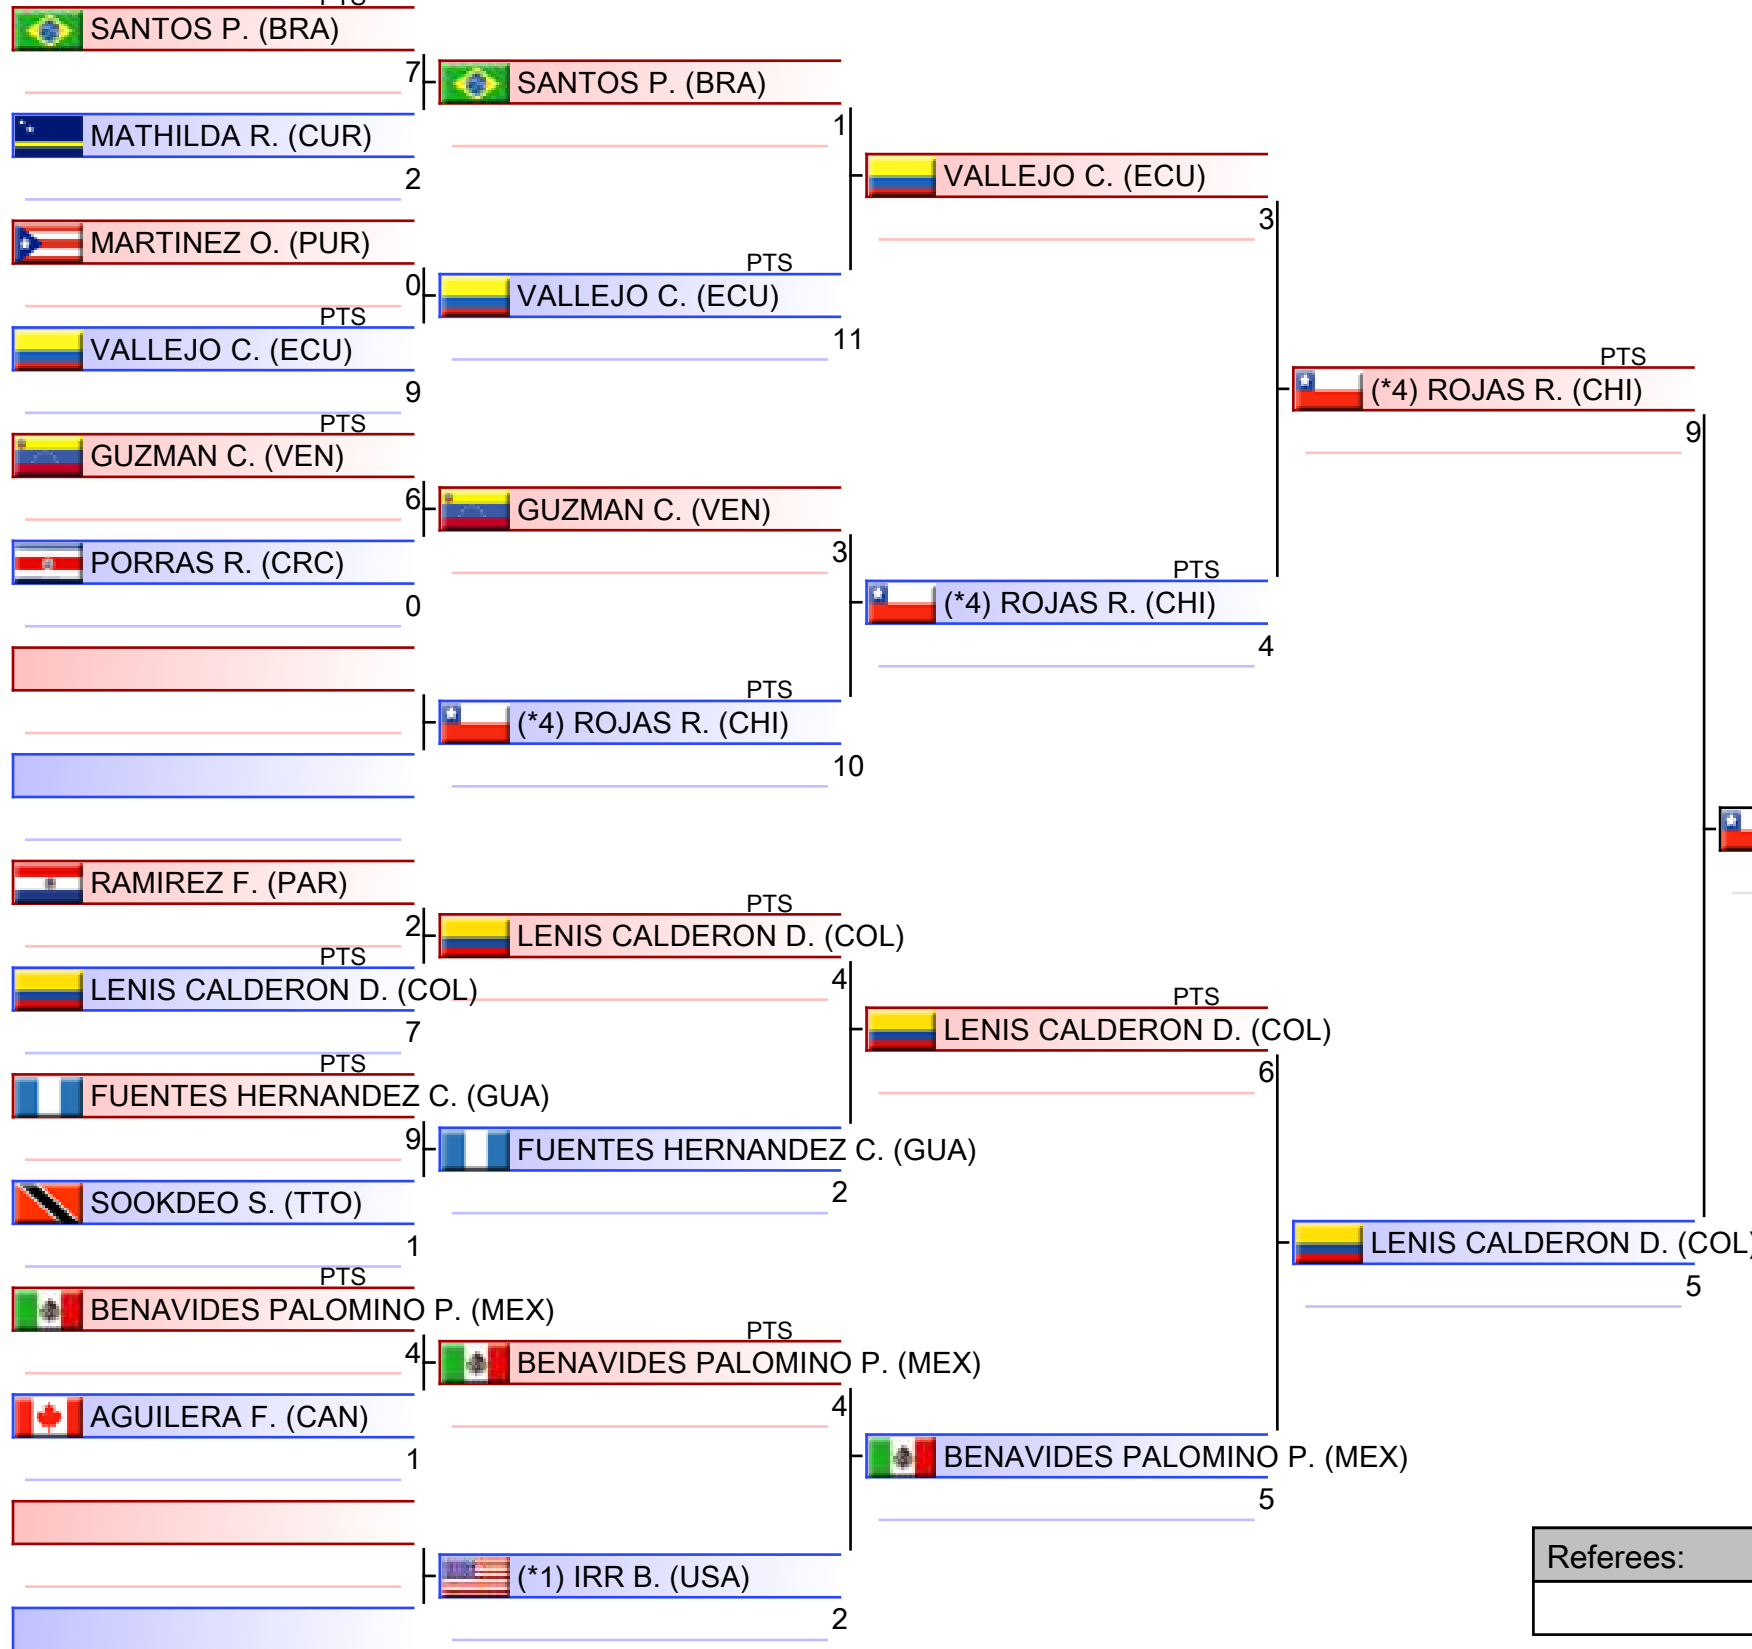 PTS
SANTOS P. (BRA)
7
MATHILDA R. (CUR)
2
MARTINEZ O. (PUR)
0
PTS
VALLEJO C. (ECU)
9
PTS
GUZMAN C. (VEN)
6
PORRAS R. (CRC)
0
RAMIREZ F. (PAR)
2
PTS
LENIS CALDERON D. (COL)
7
PTS
FUENTES HERNANDEZ C. (GUA)
9
SOOKDEO S. (TTO)
1
PTS
BENAVIDES PALOMINO P. (MEX)
4
AGUILERA F. (CAN)
1
SANTOS P. (BRA)
1
PTS
VALLEJO C. (ECU)
11
GUZMAN C. (VEN)
3
PTS
(*4) ROJAS R. (CHI)
10
PTS
LENIS CALDERON D. (COL)
4
FUENTES HERNANDEZ C. (GUA)
2
PTS
BENAVIDES PALOMINO P. (MEX)
4
(*1) IRR B. (USA)
2
VALLEJO C. (ECU)
3
PTS
(*4) ROJAS R. (CHI)
4
PTS
LENIS CALDERON D. (COL)
6
BENAVIDES PALOMINO P. (MEX)
5
PTS
(*4) ROJAS R. (CHI)
9
LENIS CALDERON D. (COL)
5
Referees: